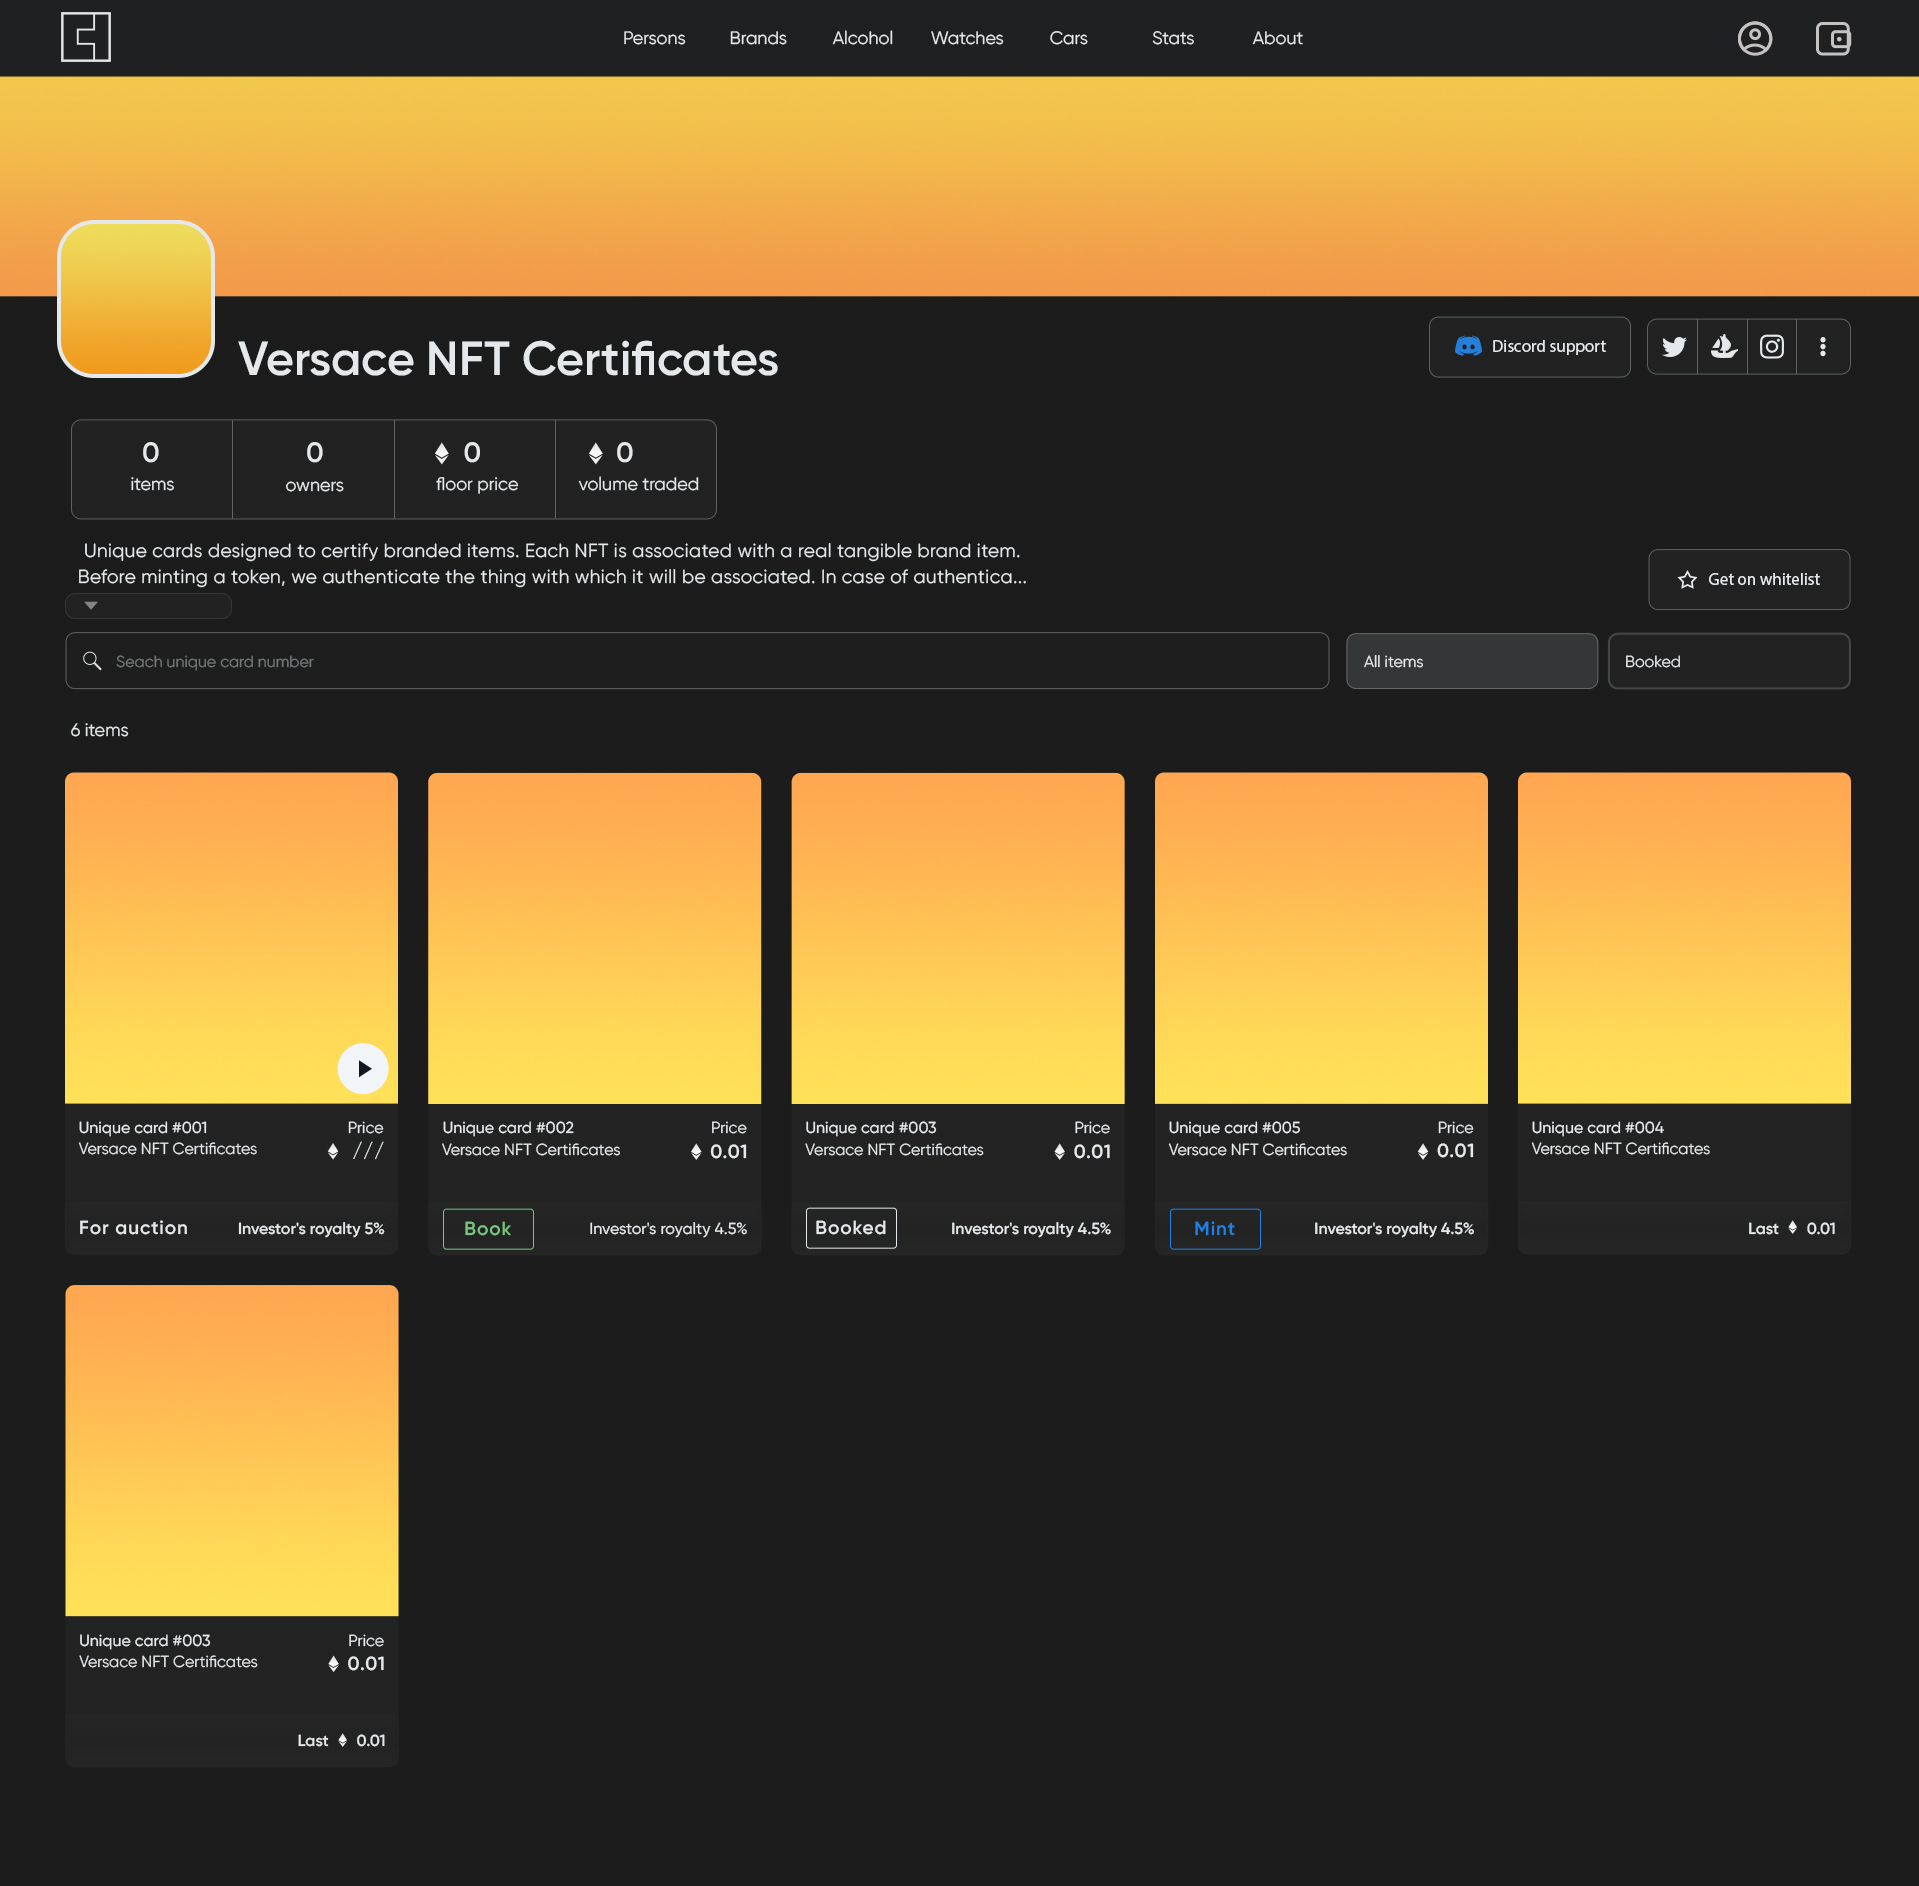 Persons Brands Alcohol Watches Cars Stats About
Versace NFT Certificates
Discord support
0 0 0 0
items owners floor price volume traded
Unique cards designed to certify branded items. Each NFT is associated with a real tangible brand item.
Before minting a token, we authenticate the thing with which it will be associated. In case of authentica...
Get on whitelist
Seach unique card number
All items
Booked
6 items
Unique card #001 Price
Versace NFT Certificates ///
For auction Investor's royalty 5%
Unique card #002 Price
Versace NFT Certificates 0.01
Book Investor's royalty 4.5%
Unique card #003 Price
Versace NFT Certificates 0.01
Booked Investor's royalty 4.5%
Unique card #005 Price
Versace NFT Certificates 0.01
Mint Investor's royalty 4.5%
Unique card #004
Versace NFT Certificates
Last 0.01
Unique card #003 Price
Versace NFT Certificates 0.01
Last 0.01